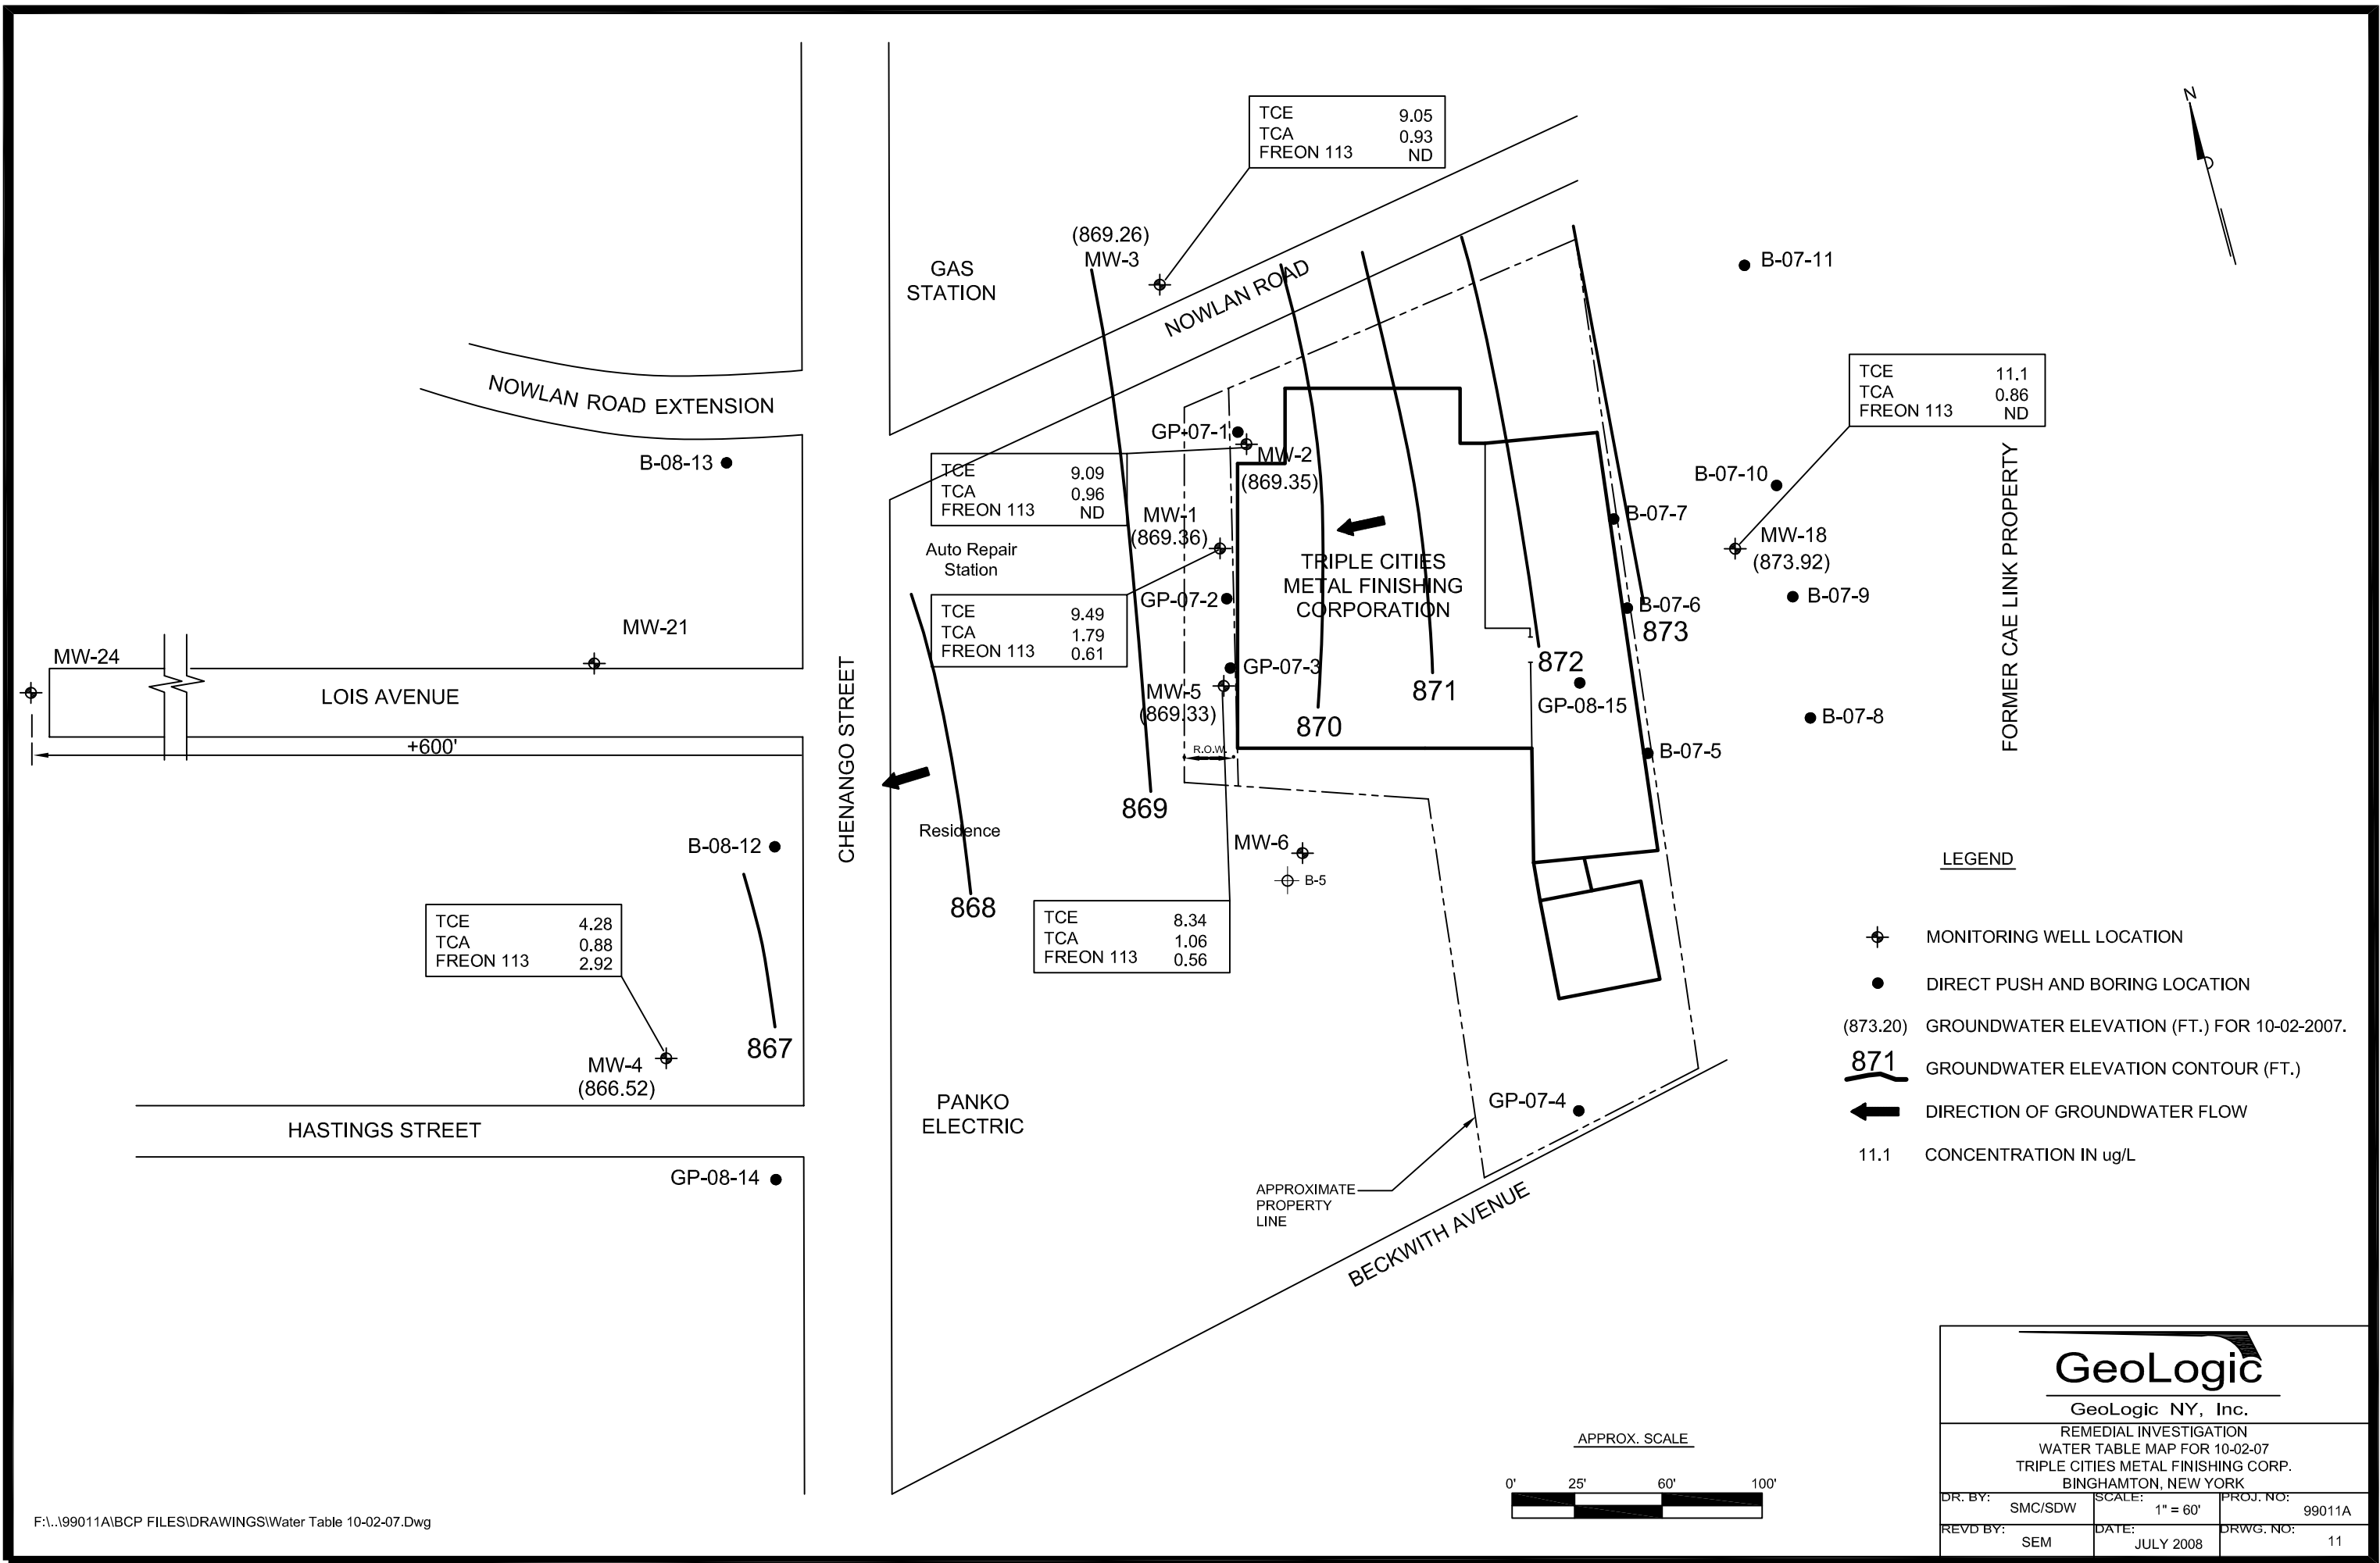 N
TCE 9.05
TCA 0.93
FREON 113 ND
(869.26)
MW-3
GAS
STATION
NOWLAN ROAD
B-07-11
NOWLAN ROAD EXTENSION
TCE 11.1
TCA 0.86
FREON 113 ND
B-08-13
GP-07-1
MW-2
(869.35)
TCE 9.09
TCA 0.96
FREON 113 ND
MW-1
(869.36)
B-07-10
B-07-7
MW-18
(873.92)
FORMER CAE LINK PROPERTY
Auto Repair
Station
TRIPLE CITIES
METAL FINISHING
CORPORATION
GP-07-2
TCE 9.49
TCA 1.79
FREON 113 0.61
B-07-6
873
B-07-9
MW-21
MW-24
LOIS AVENUE
+600'
CHENANGO STREET
GP-07-3
MW-5
(869.33)
872
871
870
GP-08-15
B-07-8
R.O.W.
B-07-5
869
Residence
MW-6
B-5
B-08-12
868
TCE 4.28
TCA 0.88
FREON 113 2.92
TCE 8.34
TCA 1.06
FREON 113 0.56
867
MW-4
(866.52)
HASTINGS STREET
PANKO
ELECTRIC
GP-07-4
GP-08-14
APPROXIMATE
PROPERTY
LINE
BECKWITH AVENUE
LEGEND
MONITORING WELL LOCATION
DIRECT PUSH AND BORING LOCATION
(873.20) GROUNDWATER ELEVATION (FT.) FOR 10-02-2007.
871 GROUNDWATER ELEVATION CONTOUR (FT.)
DIRECTION OF GROUNDWATER FLOW
11.1 CONCENTRATION IN ug/L
APPROX. SCALE
0' 25' 60' 100'
GeoLogic
GeoLogic NY, Inc.
REMEDIAL INVESTIGATION
WATER TABLE MAP FOR 10-02-07
TRIPLE CITIES METAL FINISHING CORP.
BINGHAMTON, NEW YORK
DR. BY: SMC/SDW SCALE: 1" = 60' PROJ. NO: 99011A
REVD BY: SEM DATE: JULY 2008 DRWG. NO: 11
F:\..\99011A\BCP FILES\DRAWINGS\Water Table 10-02-07.Dwg